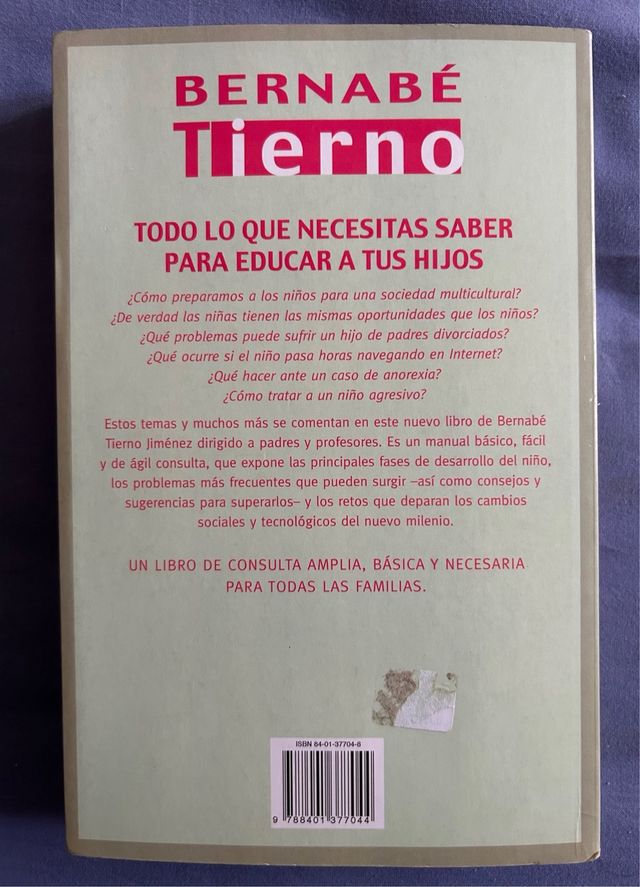 BERNABÉ
Tierno
TODO LO QUE NECESITAS SABER
PARA EDUCAR A TUS HIJOS
¿Cómo preparamos a los niños para una sociedad multicultural?
¿De verdad las niñas tienen las mismas oportunidades que los niños?
¿Qué problemas puede sufrir un hijo de padres divorciados?
¿Qué ocurre si el niño pasa horas navegando en Internet?
¿Qué hacer ante un caso de anorexia?
¿Cómo tratar a un niño agresivo?
Estos temas y muchos más se comentan en este nuevo libro de Bernabé
Tierno Jiménez dirigido a padres y profesores. Es un manual básico, fácil
y de ágil consulta, que expone las principales fases de desarrollo del niño,
los problemas más frecuentes que pueden surgir –así como consejos y
sugerencias para superarlos– y los retos que deparan los cambios
sociales y tecnológicos del nuevo milenio.
UN LIBRO DE CONSULTA AMPLIA, BÁSICA Y NECESARIA
PARA TODAS LAS FAMILIAS.
ISBN 84-01-37704-8
9 788401 377044